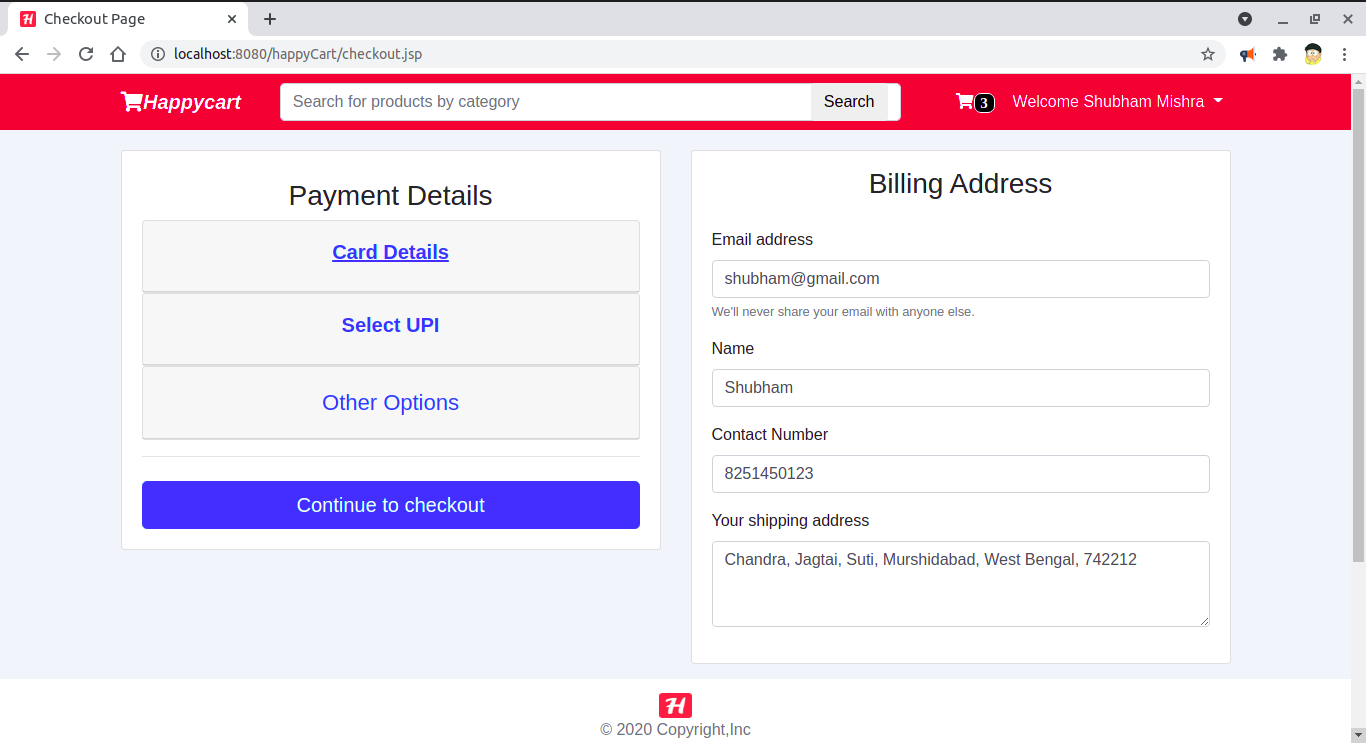 Checkout Page
localhost:8080/happyCart/checkout.jsp
Happycart
Search for products by category
Search
3
Welcome Shubham Mishra
Payment Details
Card Details
Select UPI
Other Options
Continue to checkout
Billing Address
Email address
shubham@gmail.com
We'll never share your email with anyone else.
Name
Shubham
Contact Number
8251450123
Your shipping address
Chandra, Jagtai, Suti, Murshidabad, West Bengal, 742212
H
© 2020 Copyright,Inc